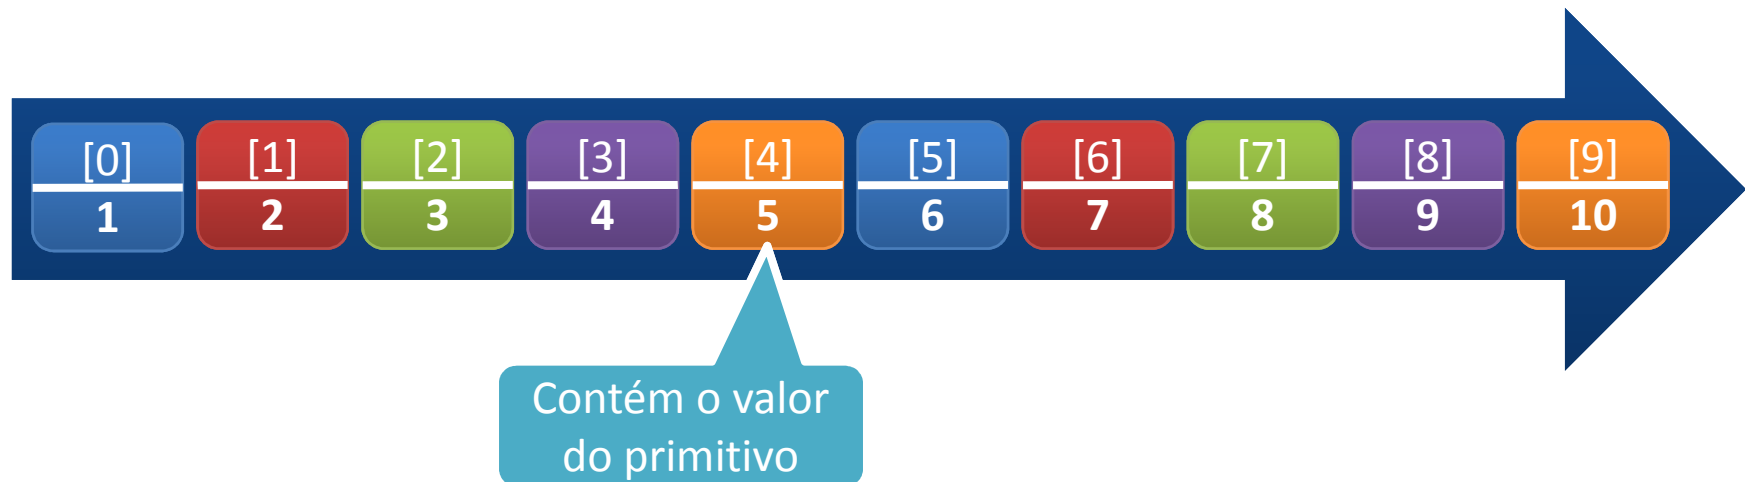 [0] [1] [2] [3] [4] [5] [6] [7] [8] [9]
1 2 3 4 5 6 7 8 9 10
Contém o valor
do primitivo